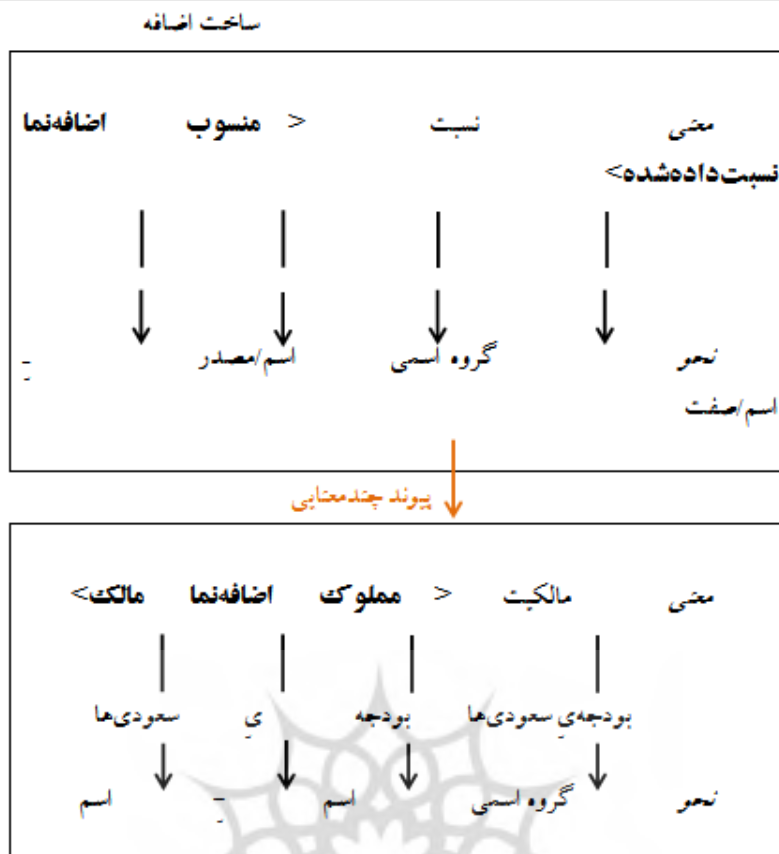 ساخت اضافه
معنی نسبت < منسوب اضافه‌نما
نسبت‌داده‌شده>
نحو گروه اسمی اسم/مصدر ـِ
اسم/صفت
پیوند چندمعنایی
معنی مالکیت < مملوک اضافه‌نما مالک>
بودجه‌یِ سعودی‌ها بودجه یِ سعودی‌ها
نحو گروه اسمی اسم ـِ اسم